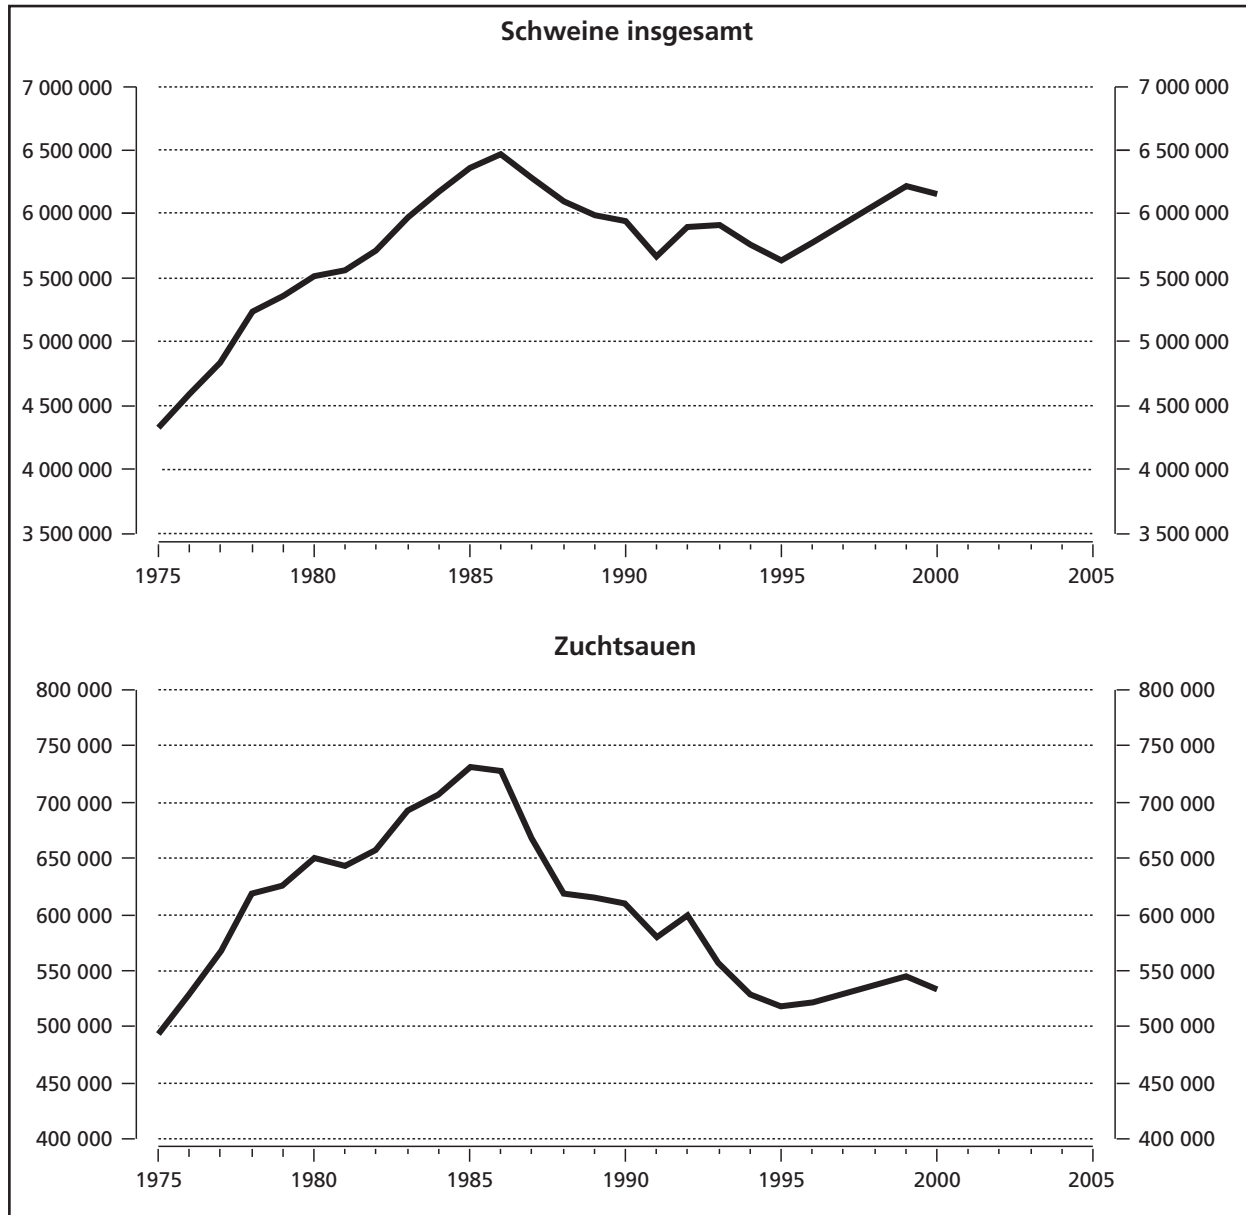 Schweine insgesamt
7 000 000 7 000 000
6 500 000 6 500 000
6 000 000 6 000 000
5 500 000 5 500 000
5 000 000 5 000 000
4 500 000 4 500 000
4 000 000 4 000 000
3 500 000 3 500 000
1975 1980 1985 1990 1995 2000 2005
Zuchtsauen
800 000 800 000
750 000 750 000
700 000 700 000
650 000 650 000
600 000 600 000
550 000 550 000
500 000 500 000
450 000 450 000
400 000 400 000
1975 1980 1985 1990 1995 2000 2005